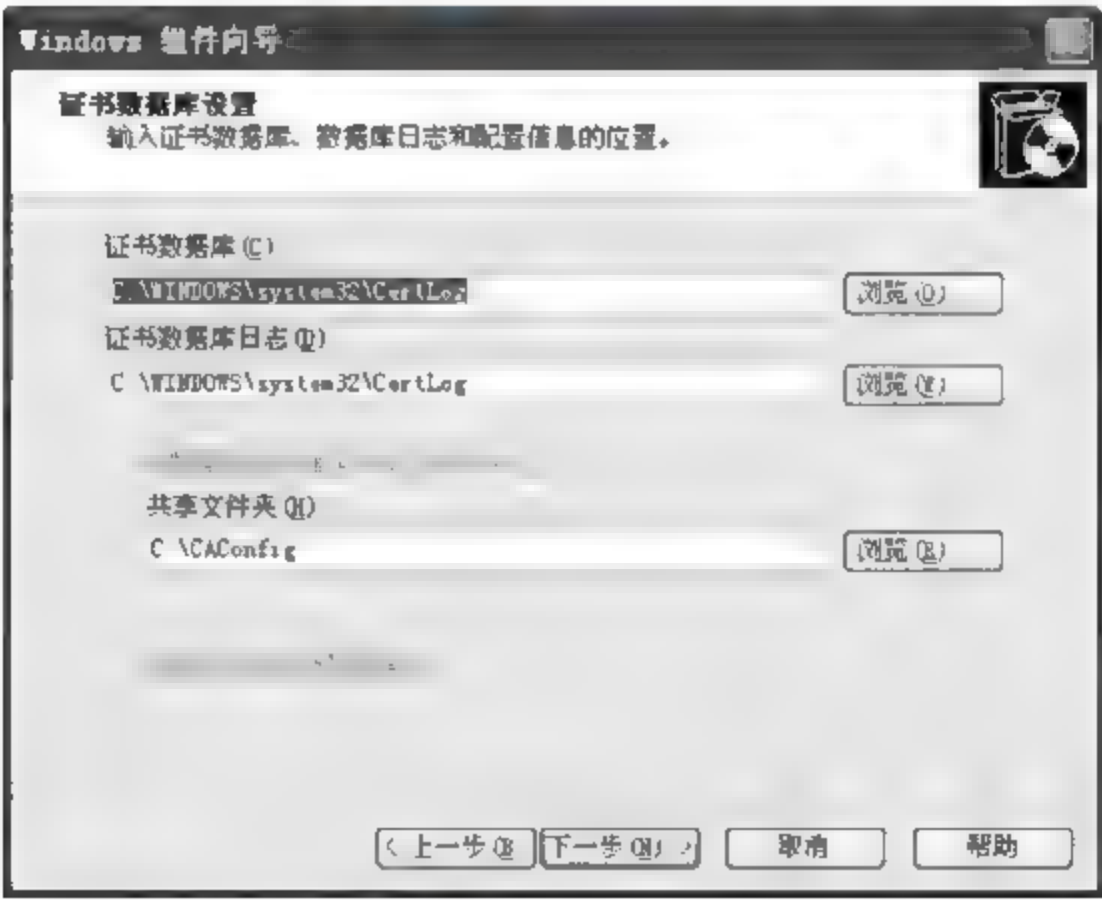 Windows 组件向导
证书数据库设置
输入证书数据库、数据库日志和配置信息的位置。
证书数据库(C)
C:\WINDOWS\system32\CertLog
浏览(O)
证书数据库日志(D)
C \WINDOWS\system32\CertLog
浏览(W)
共享文件夹(H)
C \CAConfig
浏览(R)
< 上一步(B
下一步(N) >
取消
帮助